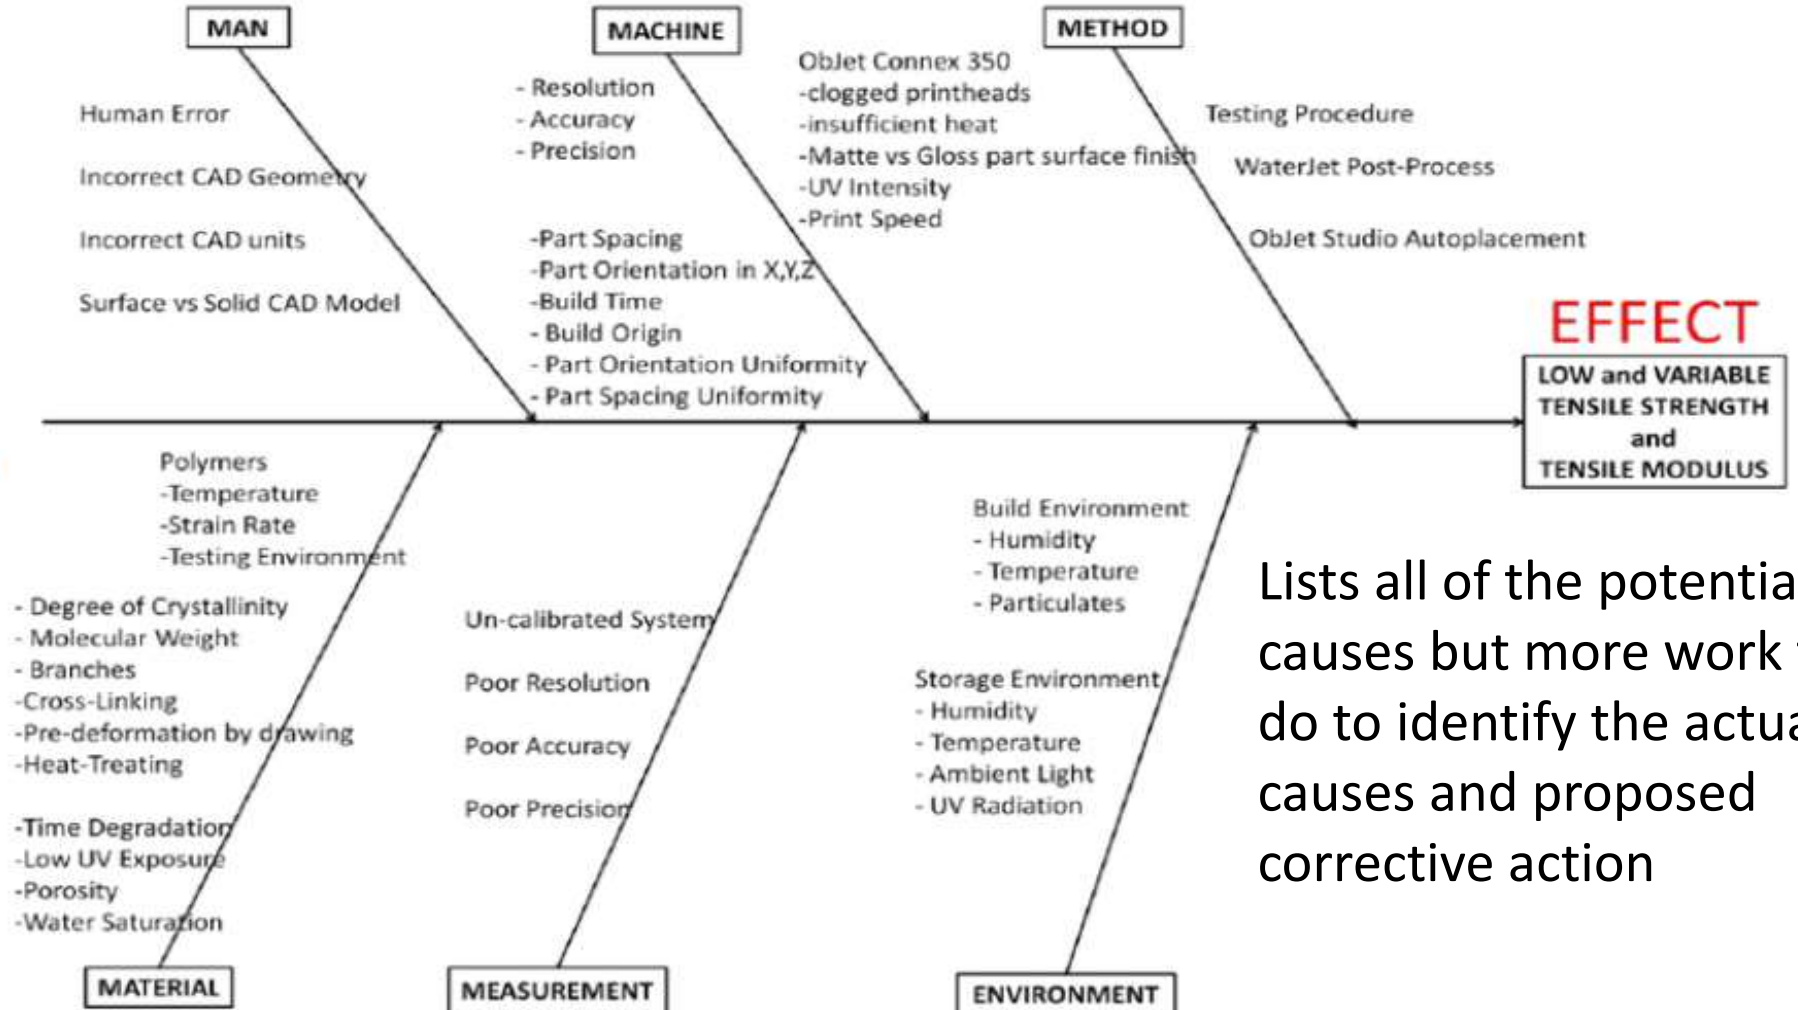 MAN
Human Error
Incorrect CAD Geometry
Incorrect CAD units
Surface vs Solid CAD Model
MACHINE
- Resolution
- Accuracy
- Precision
-Part Spacing
-Part Orientation in X,Y,Z
-Build Time
- Build Origin
- Part Orientation Uniformity
- Part Spacing Uniformity
ObJet Connex 350
-clogged printheads
-insufficient heat
-Matte vs Gloss part surface finish
-UV Intensity
-Print Speed
METHOD
Testing Procedure
WaterJet Post-Process
ObJet Studio Autoplacement
EFFECT
LOW and VARIABLE
TENSILE STRENGTH
and
TENSILE MODULUS
Polymers
-Temperature
-Strain Rate
-Testing Environment
- Degree of Crystallinity
- Molecular Weight
- Branches
-Cross-Linking
-Pre-deformation by drawing
-Heat-Treating
-Time Degradation
-Low UV Exposure
-Porosity
-Water Saturation
MATERIAL
Un-calibrated System
Poor Resolution
Poor Accuracy
Poor Precision
MEASUREMENT
Build Environment
- Humidity
- Temperature
- Particulates
Storage Environment
- Humidity
- Temperature
- Ambient Light
- UV Radiation
ENVIRONMENT
Lists all of the potentia
causes but more work
do to identify the actua
causes and proposed
corrective action